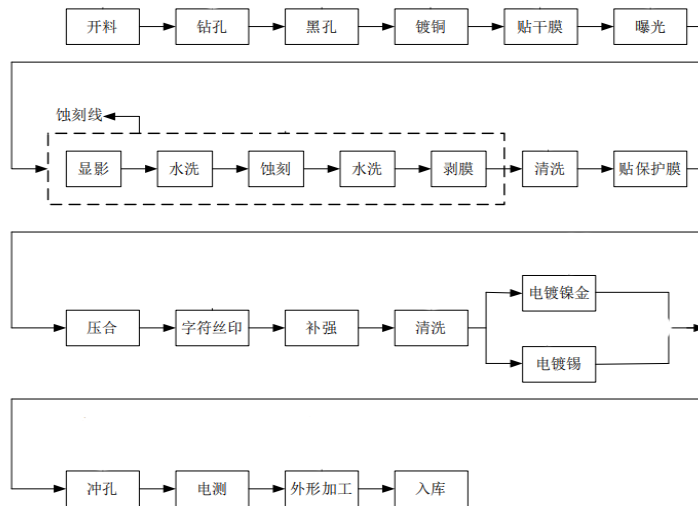 开料
钻孔
黑孔
镀铜
贴干膜
曝光
蚀刻线
显影
水洗
蚀刻
水洗
剥膜
清洗
贴保护膜
压合
字符丝印
补强
清洗
电镀镍金
电镀锡
冲孔
电测
外形加工
入库